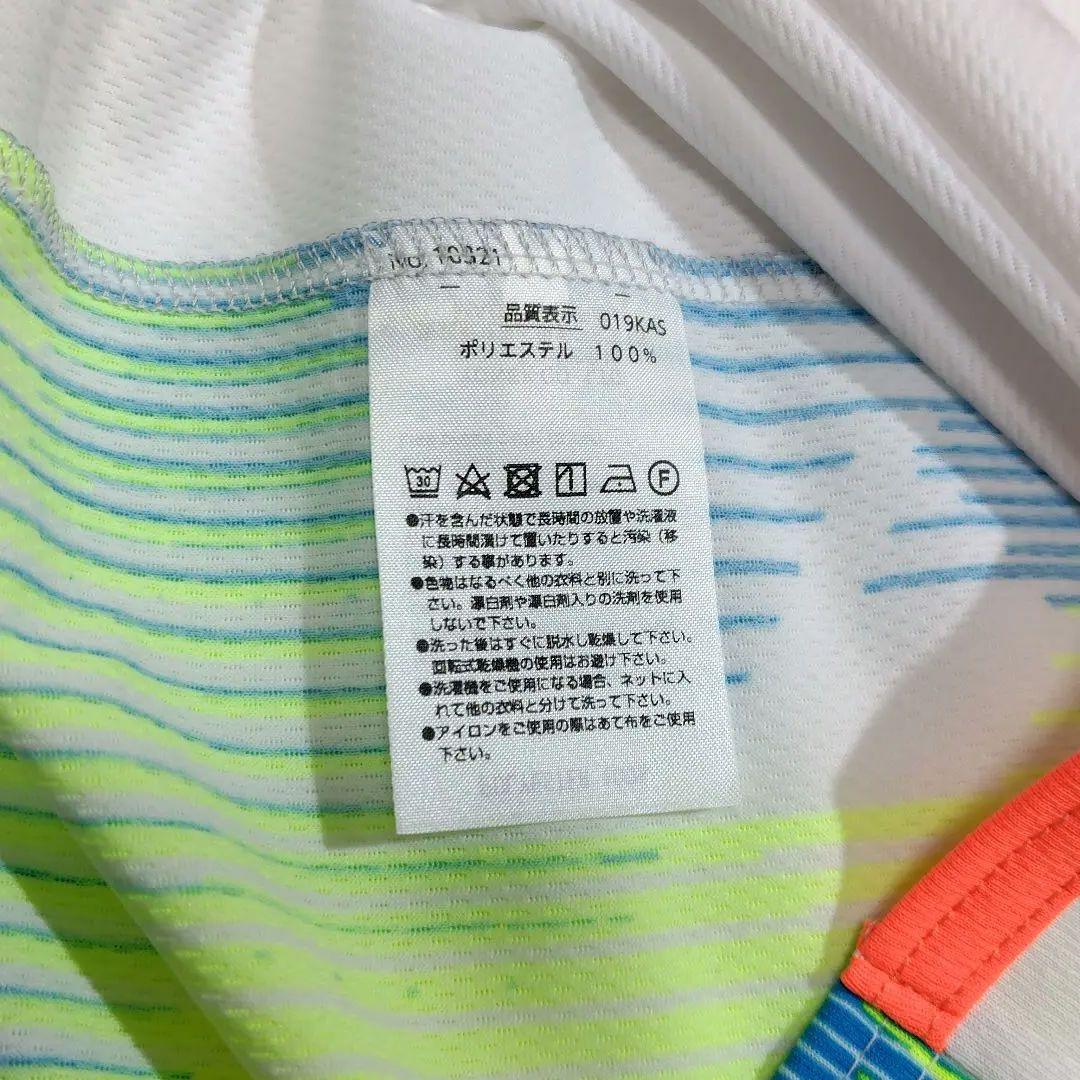 No. 10321
品質表示 019KAS
ポリエステル 100%
30 F
●汗を含んだ状態で長時間の放置や洗濯液
に長時間漬けて置いたりすると汚染（移
染）する事があります。
●色物はなるべく他の衣料と別に洗って下
さい。漂白剤や漂白剤入りの洗剤を使用
しないで下さい。
●洗った後はすぐに脱水し乾燥して下さい。
回転式乾燥機の使用はお避け下さい。
●洗濯機をご使用になる場合、ネットに入
れて他の衣料と分けて洗って下さい。
●アイロンをご使用の際はあて布をご使用
下さい。